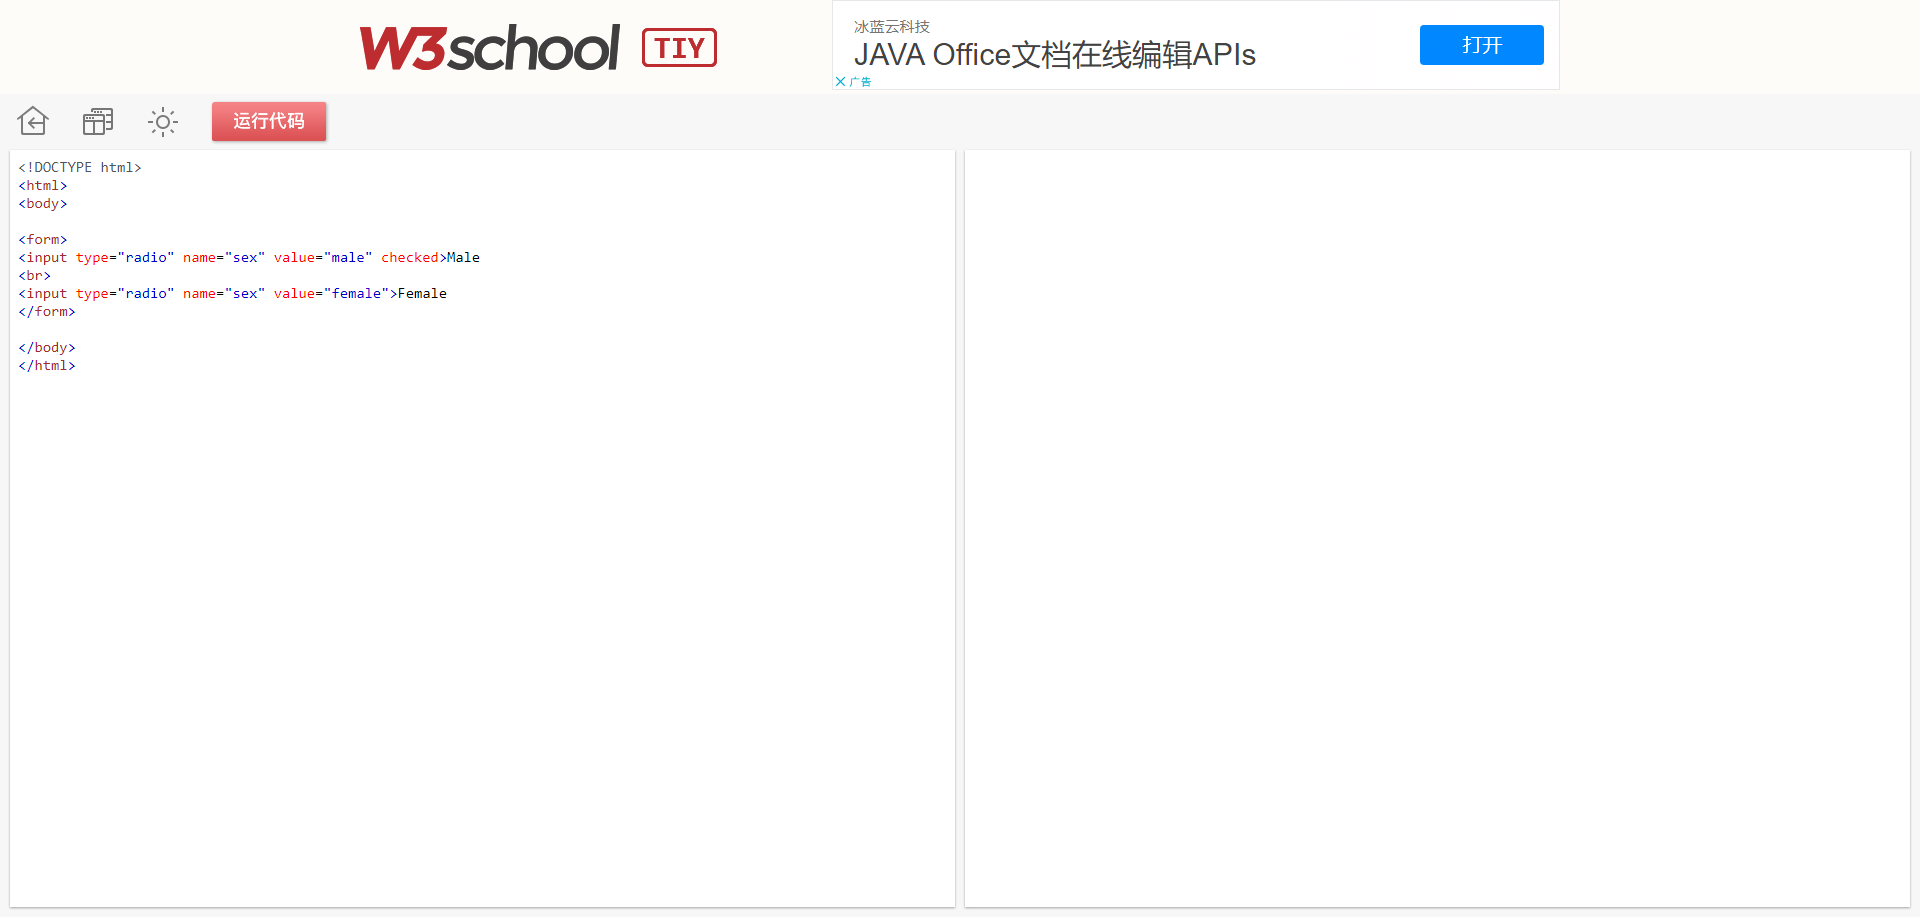 W3school TIY
冰蓝云科技
JAVA Office文档在线编辑APIs
打开
广告
运行代码
<!DOCTYPE html>
<html>
<body>
<form>
<input type="radio" name="sex" value="male" checked>Male
<br>
<input type="radio" name="sex" value="female">Female
</form>
</body>
</html>